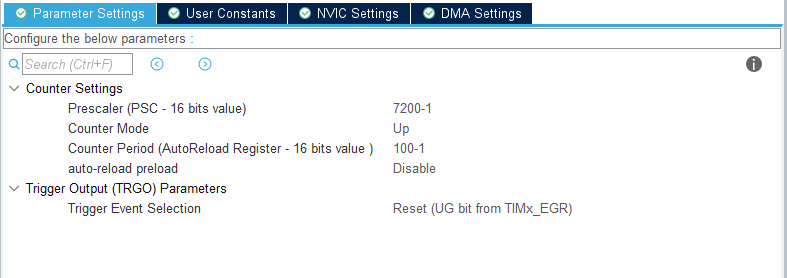 Parameter Settings User Constants NVIC Settings DMA Settings
Configure the below parameters :
Search (Ctrl+F)
Counter Settings
Prescaler (PSC - 16 bits value) 7200-1
Counter Mode Up
Counter Period (AutoReload Register - 16 bits value ) 100-1
auto-reload preload Disable
Trigger Output (TRGO) Parameters
Trigger Event Selection Reset (UG bit from TIMx_EGR)